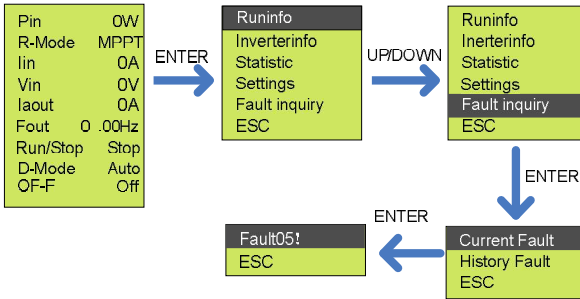 Pin 0W
R-Mode MPPT
Iin 0A
Vin 0V
Iaout 0A
Fout 0 .00Hz
Run/Stop Stop
D-Mode Auto
OF-F Off
ENTER
Runinfo
Inverterinfo
Statistic
Settings
Fault inquiry
ESC
UP/DOWN
Runinfo
Inerterinfo
Statistic
Settings
Fault inquiry
ESC
ENTER
Current Fault
History Fault
ESC
ENTER
Fault05!
ESC